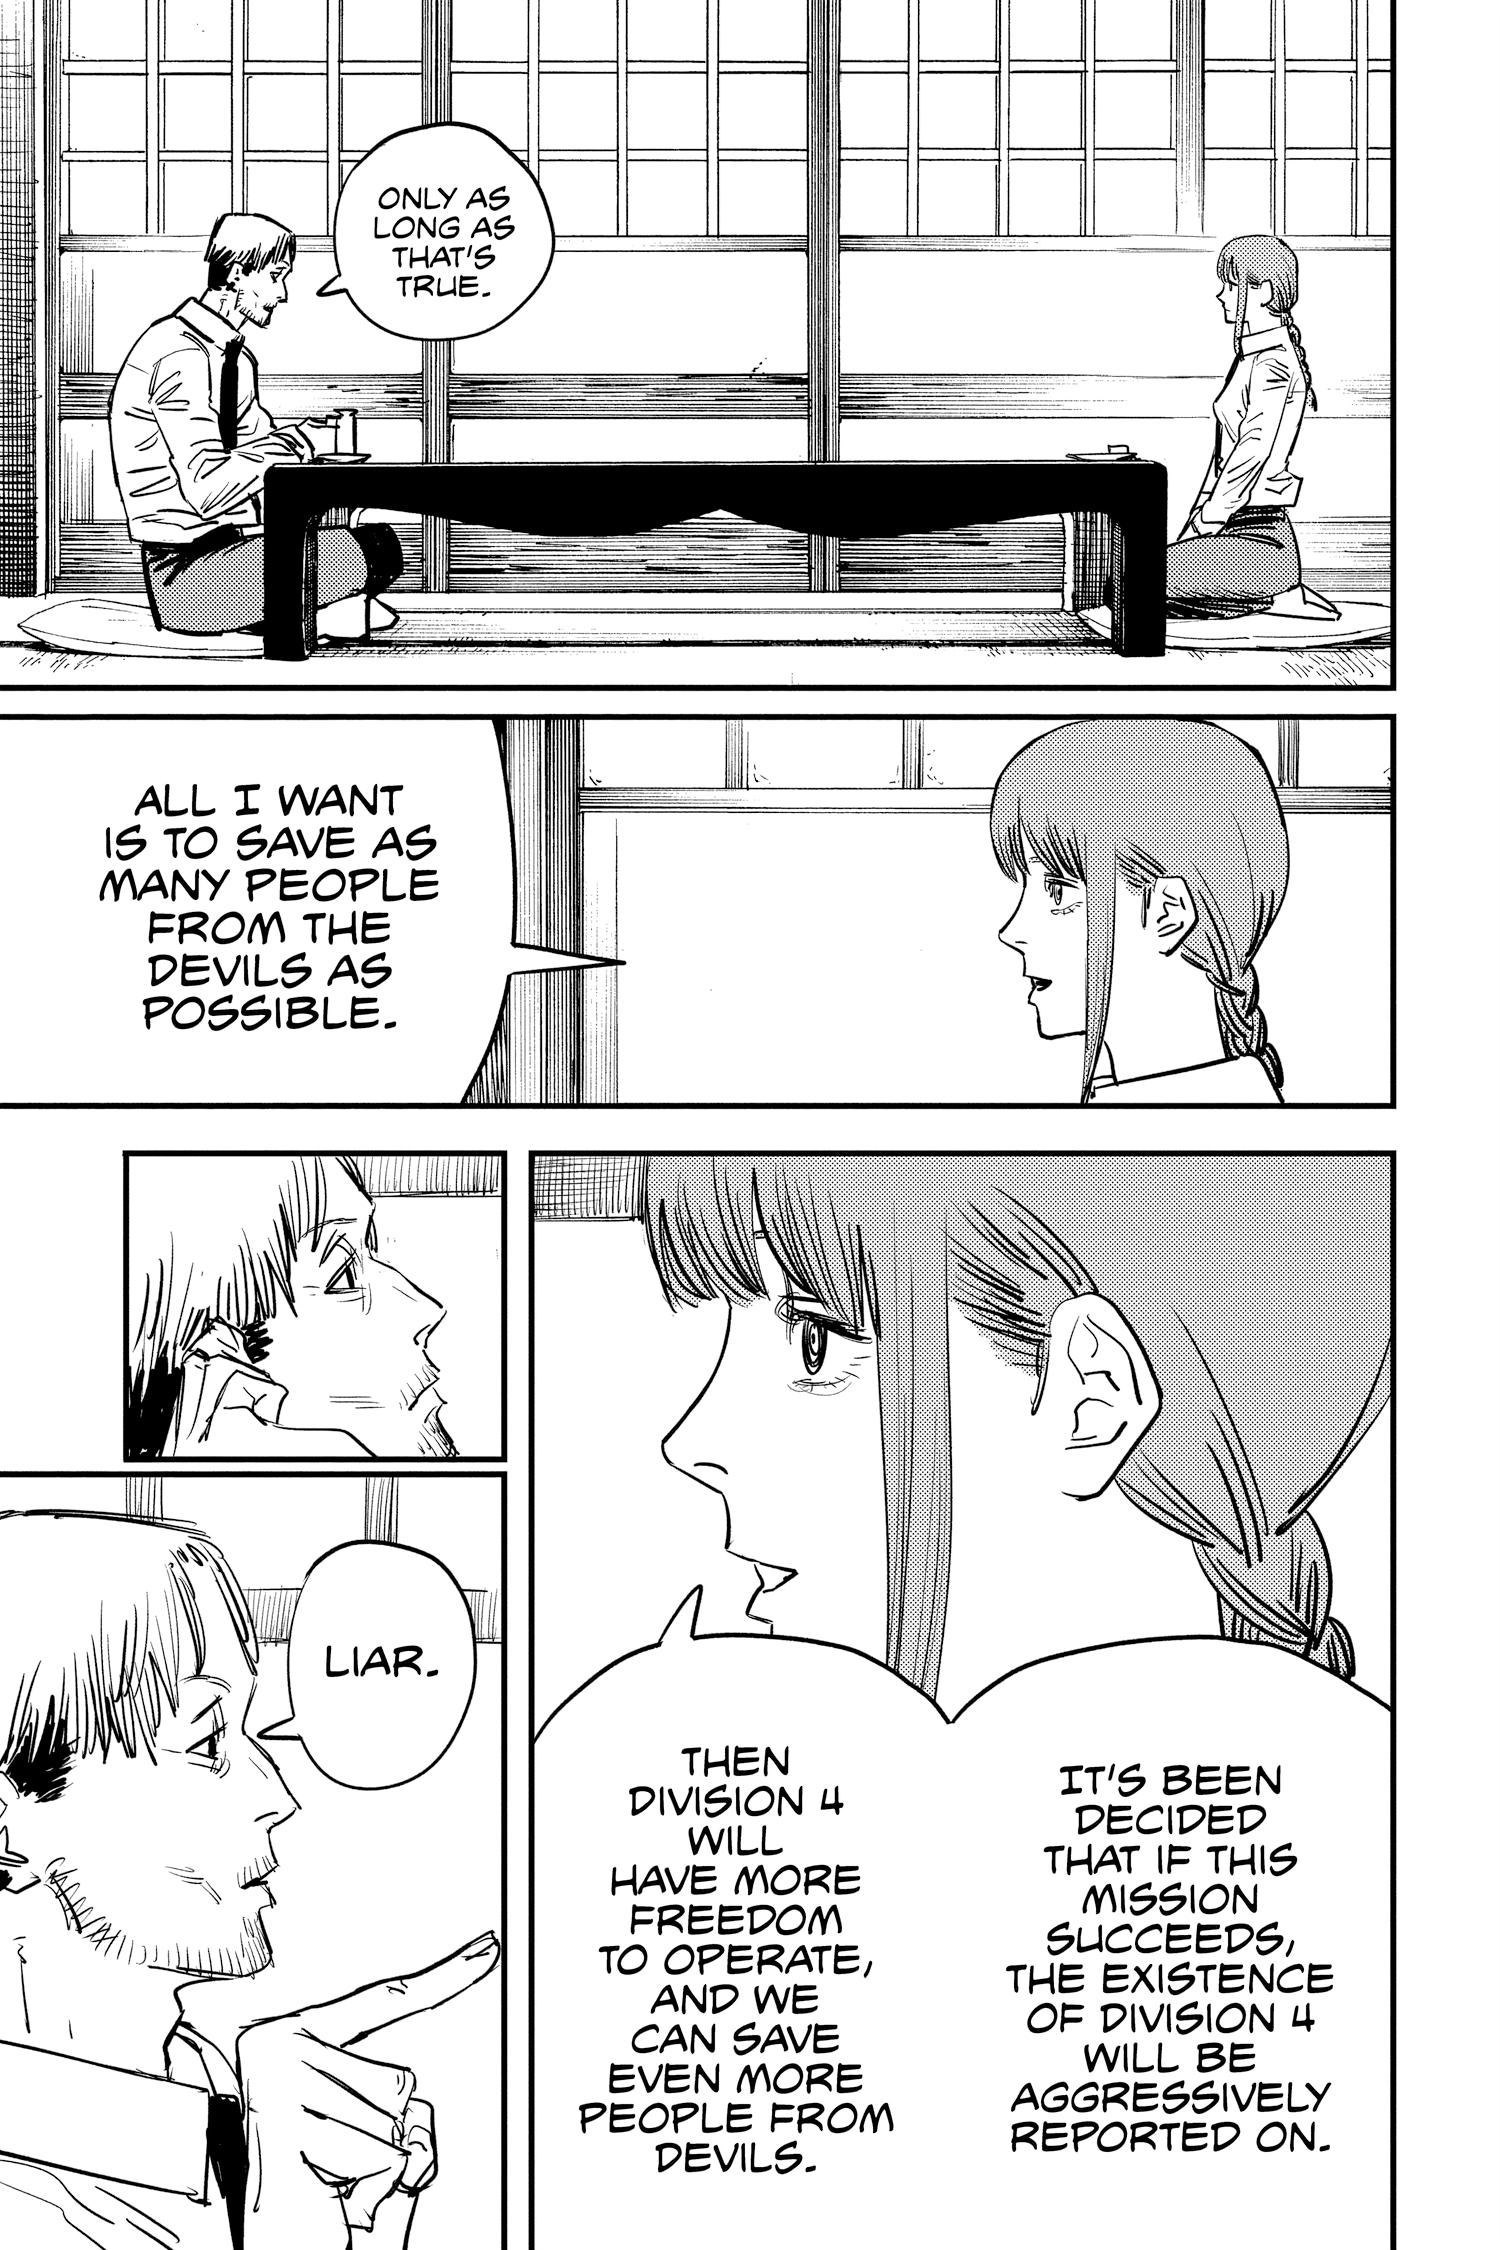 ONLY AS
LONG AS
THAT'S
TRUE.
ALL I WANT
IS TO SAVE AS
MANY PEOPLE
FROM THE
DEVILS AS
POSSIBLE.
IT'S BEEN
DECIDED
THAT IF THIS
MISSION
SUCCEEDS,
THE EXISTENCE
OF DIVISION 4
WILL BE
AGGRESSIVELY
REPORTED ON.
THEN
DIVISION 4
WILL
HAVE MORE
FREEDOM
TO OPERATE,
AND WE
CAN SAVE
EVEN MORE
PEOPLE FROM
DEVILS.
LIAR.